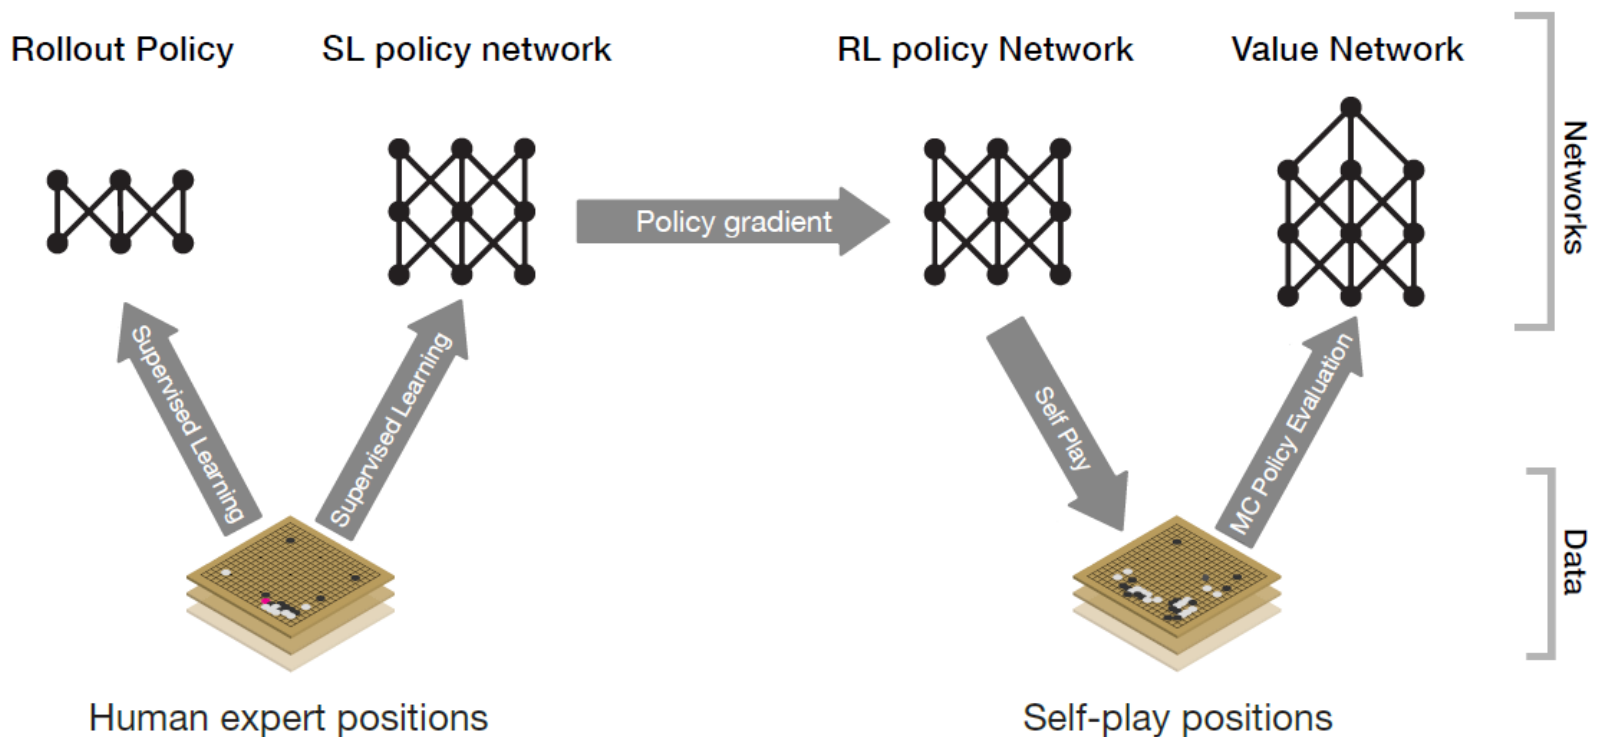 Rollout Policy
SL policy network
RL policy Network
Value Network
Networks
Policy gradient
Supervised Learning
Supervised Learning
Self Play
MC Policy Evaluation
Data
Human expert positions
Self-play positions